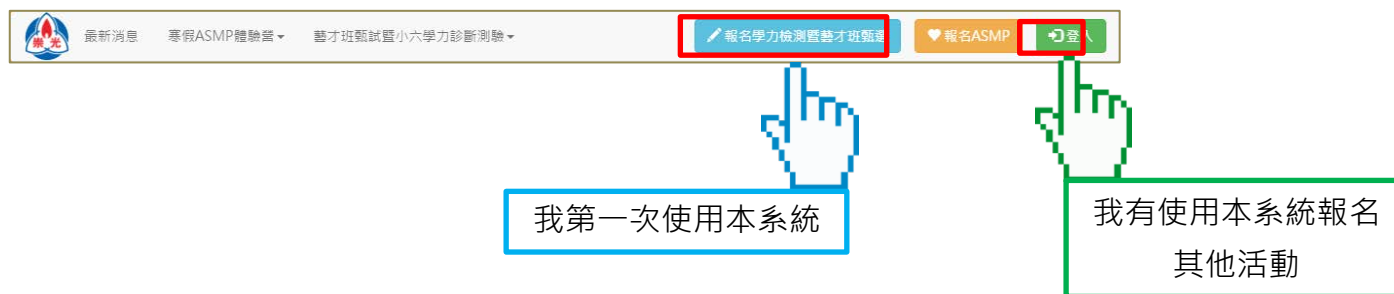 崇光
最新消息 寒假ASMP體驗營 藝才班甄試暨小六學力診斷測驗 報名學力檢測暨藝才班甄選 報名ASMP 登入
我第一次使用本系統
我有使用本系統報名
其他活動